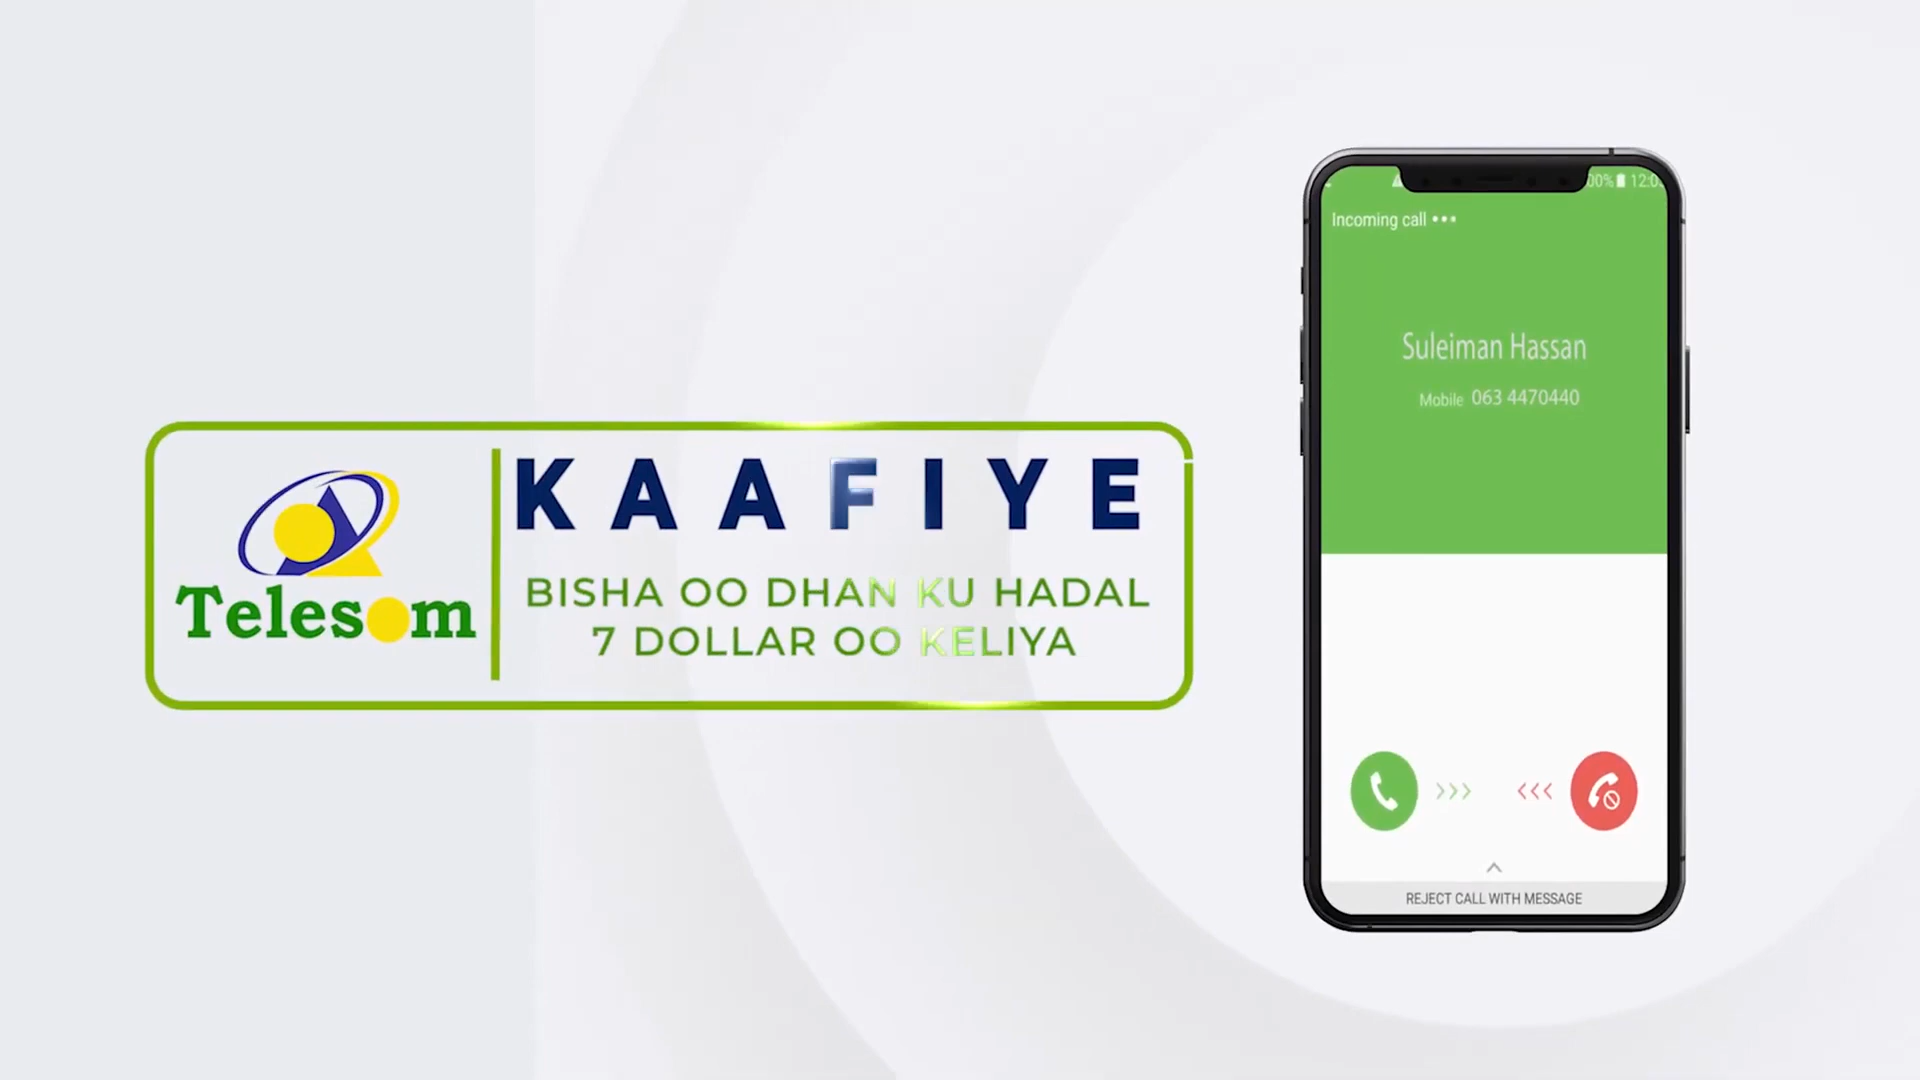 Telesom
KAAFIYE
BISHA OO DHAN KU HADAL
7 DOLLAR OO KELIYA
Incoming call •••
Suleiman Hassan
Mobile 063 4470440
REJECT CALL WITH MESSAGE